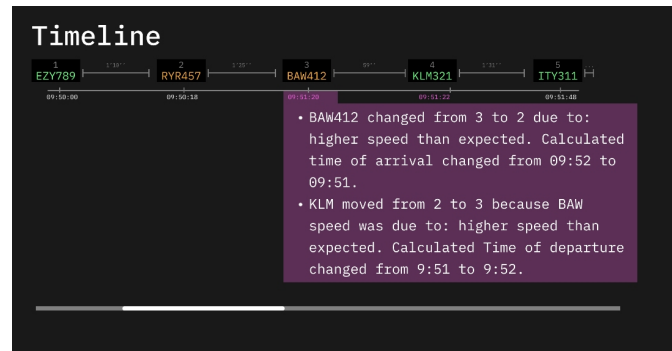 Timeline
1 2 3 4 5
EZY789 1'10'' RYR457 1'20'' BAW412 09'' KLM321 1'31'' ITY311 ...
09:50:00 09:50:18 09:51:20 09:51:22 09:51:48
• BAW412 changed from 3 to 2 due to:
higher speed than expected. Calculated
time of arrival changed from 09:52 to
09:51.
• KLM moved from 2 to 3 because BAW
speed was due to: higher speed than
expected. Calculated Time of departure
changed from 9:51 to 9:52.